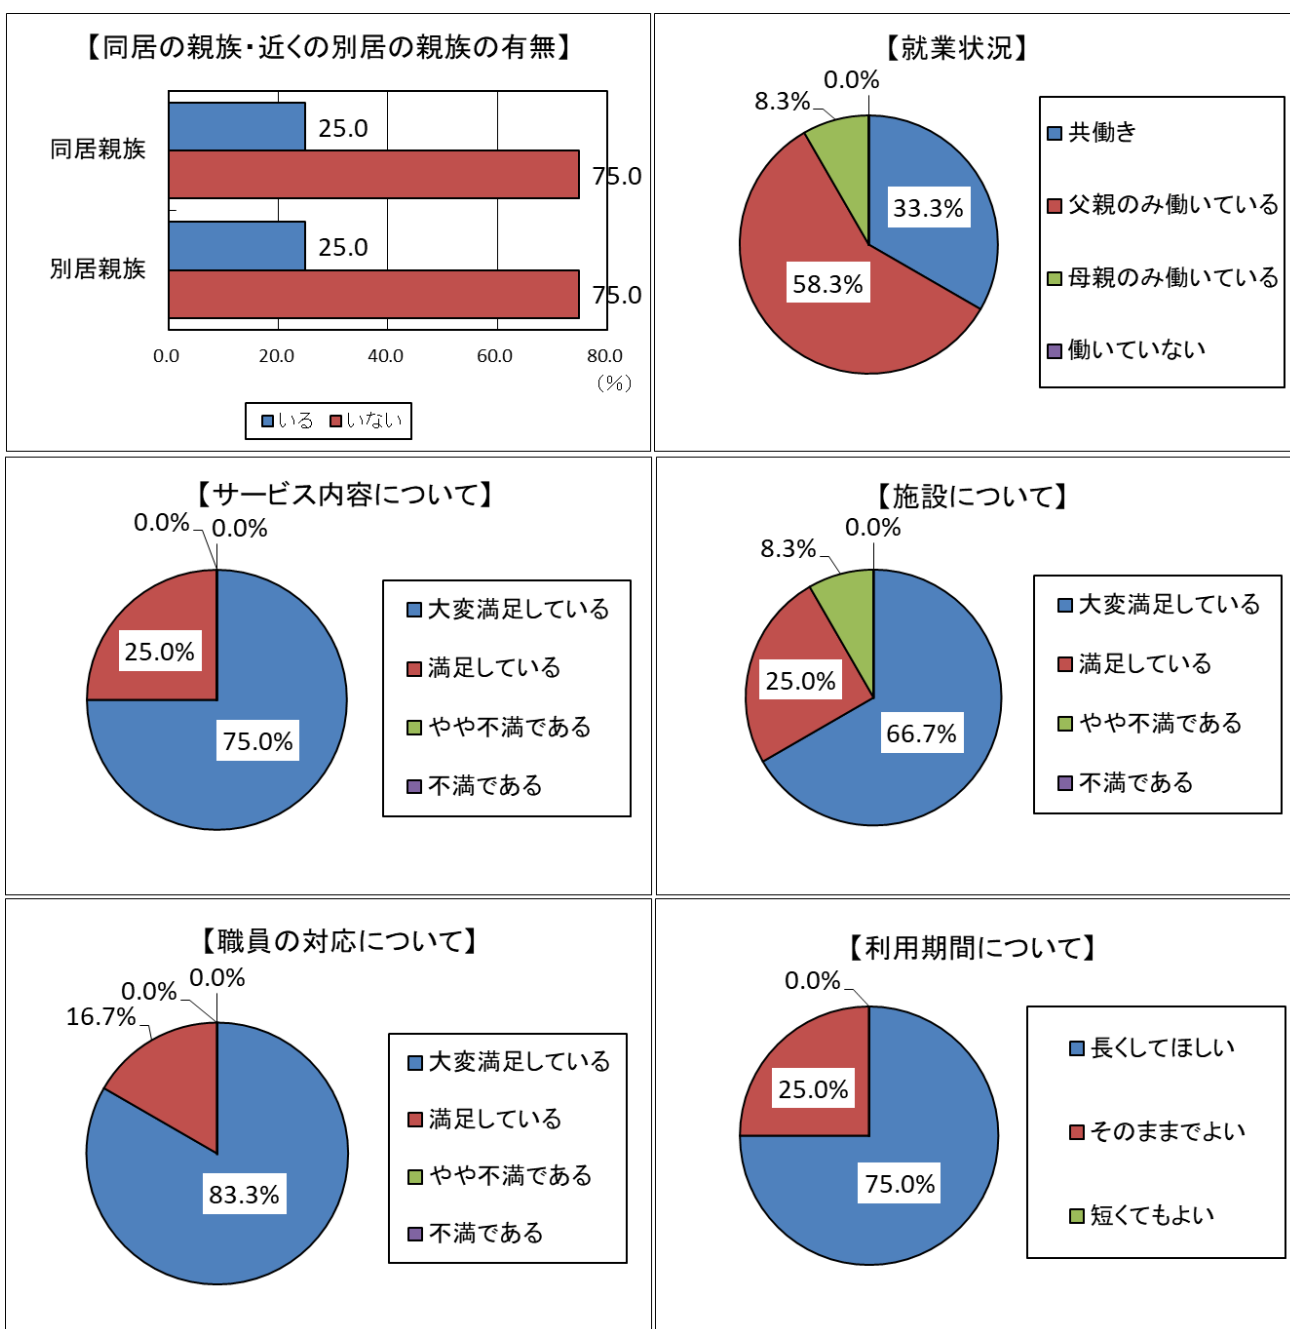 【同居の親族・近くの別居の親族の有無】
同居親族
25.0
75.0
別居親族
25.0
75.0
0.0 20.0 40.0 60.0 80.0
（％）
いる いない
【就業状況】
0.0%
8.3%
33.3%
58.3%
共働き
父親のみ働いている
母親のみ働いている
働いていない
【サービス内容について】
0.0% 0.0%
25.0%
75.0%
大変満足している
満足している
やや不満である
不満である
【施設について】
0.0%
8.3%
25.0%
66.7%
大変満足している
満足している
やや不満である
不満である
【職員の対応について】
0.0%
0.0%
16.7%
83.3%
大変満足している
満足している
やや不満である
不満である
【利用期間について】
0.0%
25.0%
75.0%
長くしてほしい
そのままでよい
短くてもよい